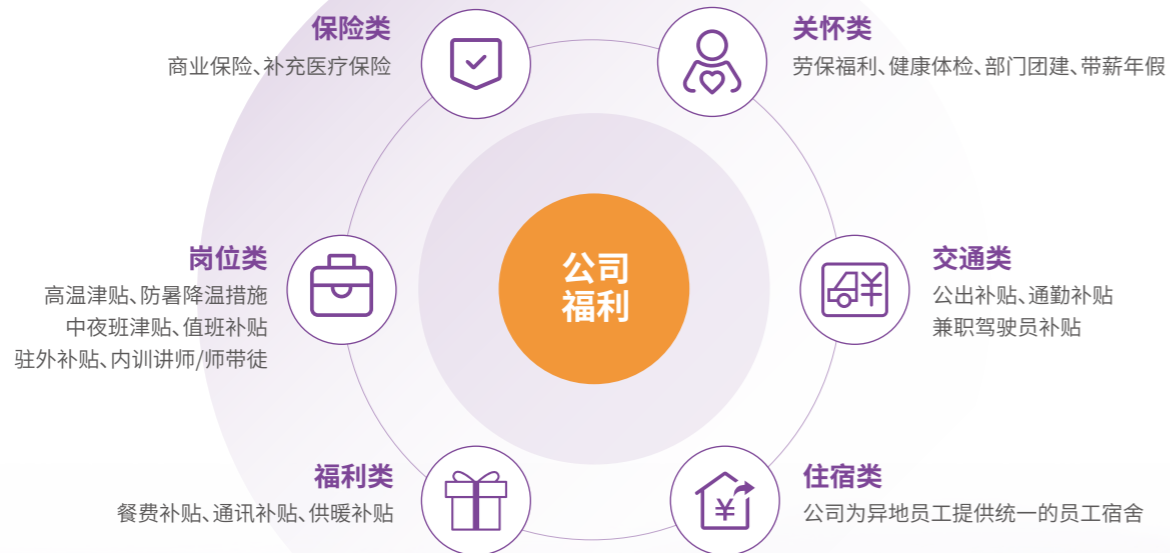 保险类
商业保险、补充医疗保险
关怀类
劳保福利、健康体检、部门团建、带薪年假
岗位类
高温津贴、防暑降温措施
中夜班津贴、值班补贴
驻外补贴、内训讲师/师带徒
公司
福利
交通类
公出补贴、通勤补贴
兼职驾驶员补贴
福利类
餐费补贴、通讯补贴、供暖补贴
住宿类
公司为异地员工提供统一的员工宿舍